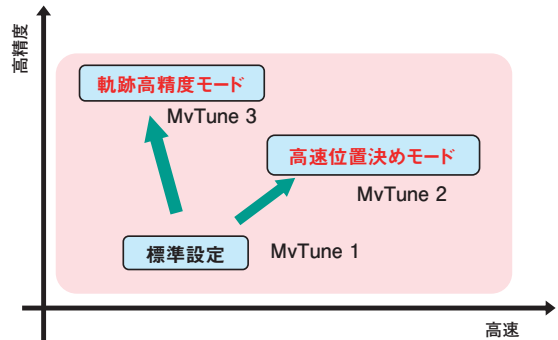 高精度
軌跡高精度モード
MvTune 3
高速位置決めモード
MvTune 2
標準設定
MvTune 1
高速